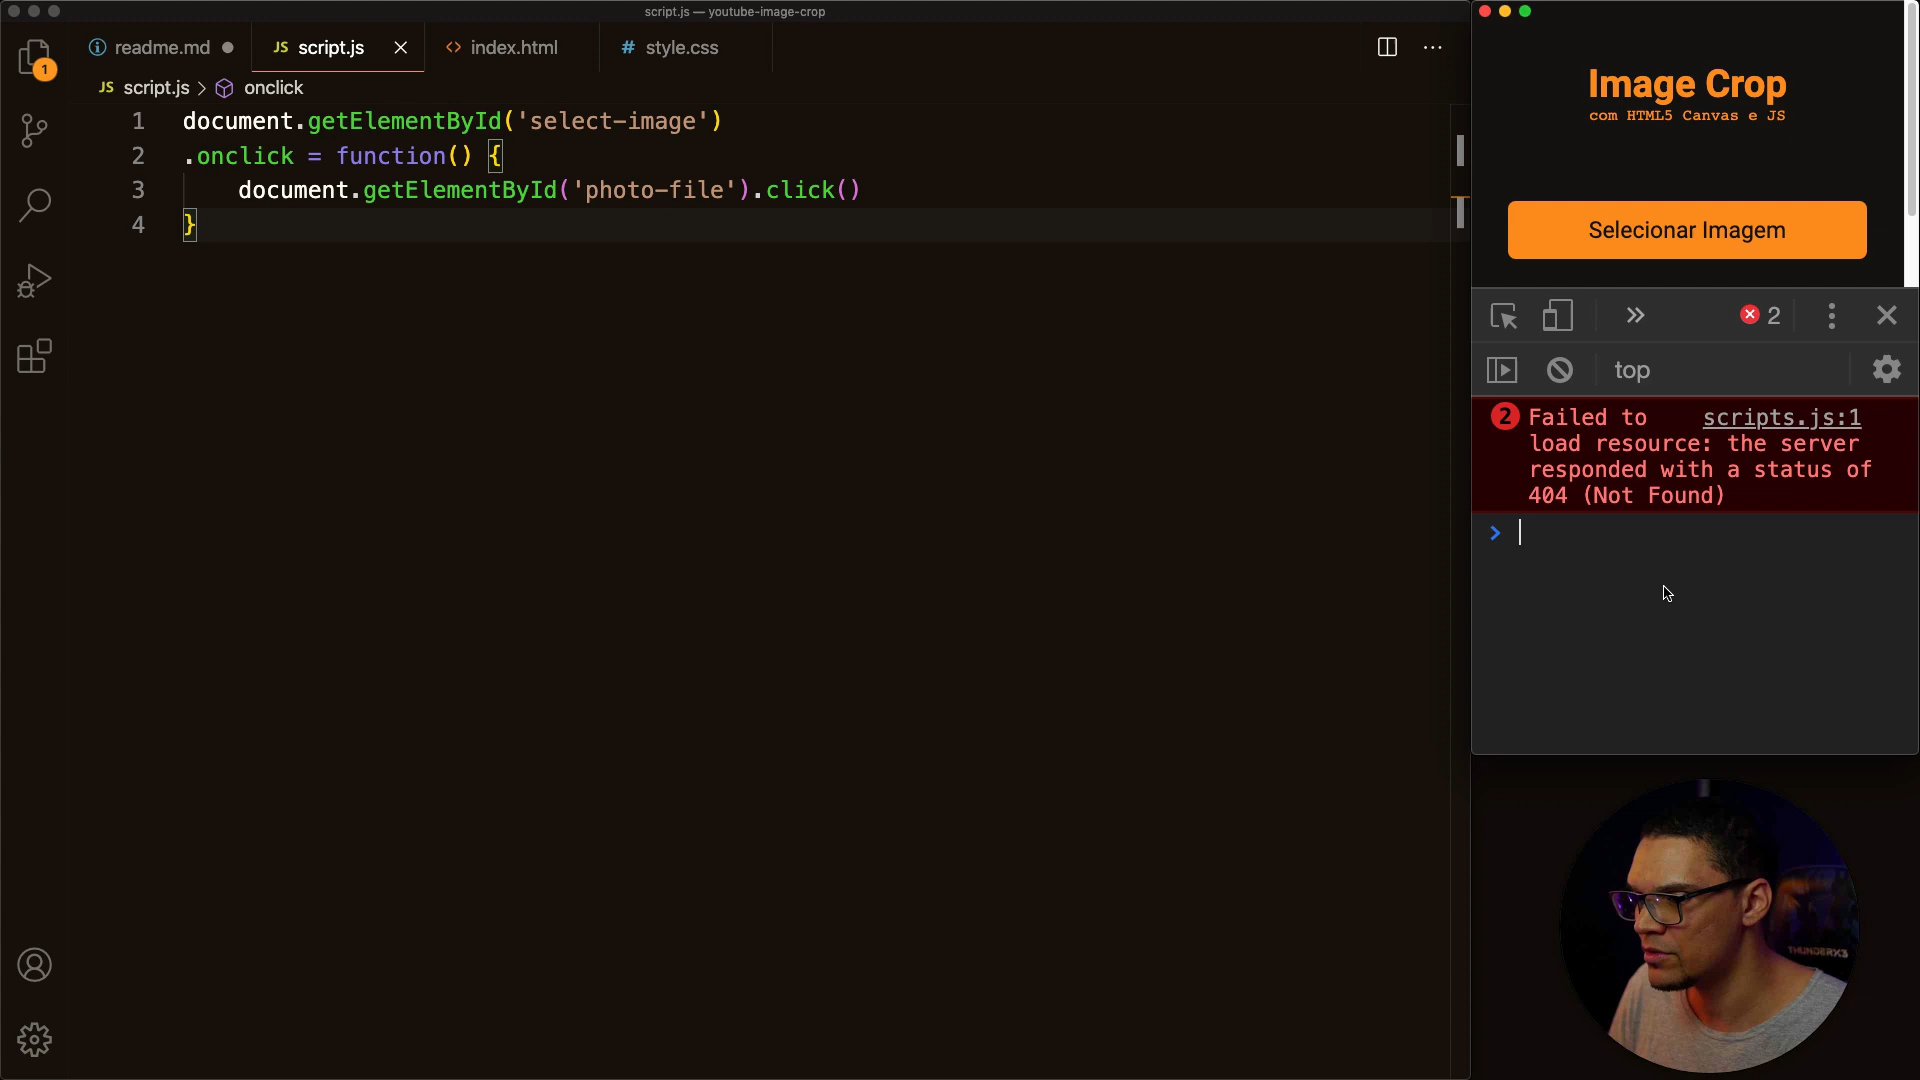 script.js — youtube-image-crop
readme.md
JS script.js
<> index.html
# style.css
1
JS script.js > onclick
1 document.getElementById('select-image')
2 .onclick = function() {
3 document.getElementById('photo-file').click()
4 }
Image Crop
com HTML5 Canvas e JS
Selecionar Imagem
2
top
2 Failed to scripts.js:1
load resource: the server
responded with a status of
404 (Not Found)
>